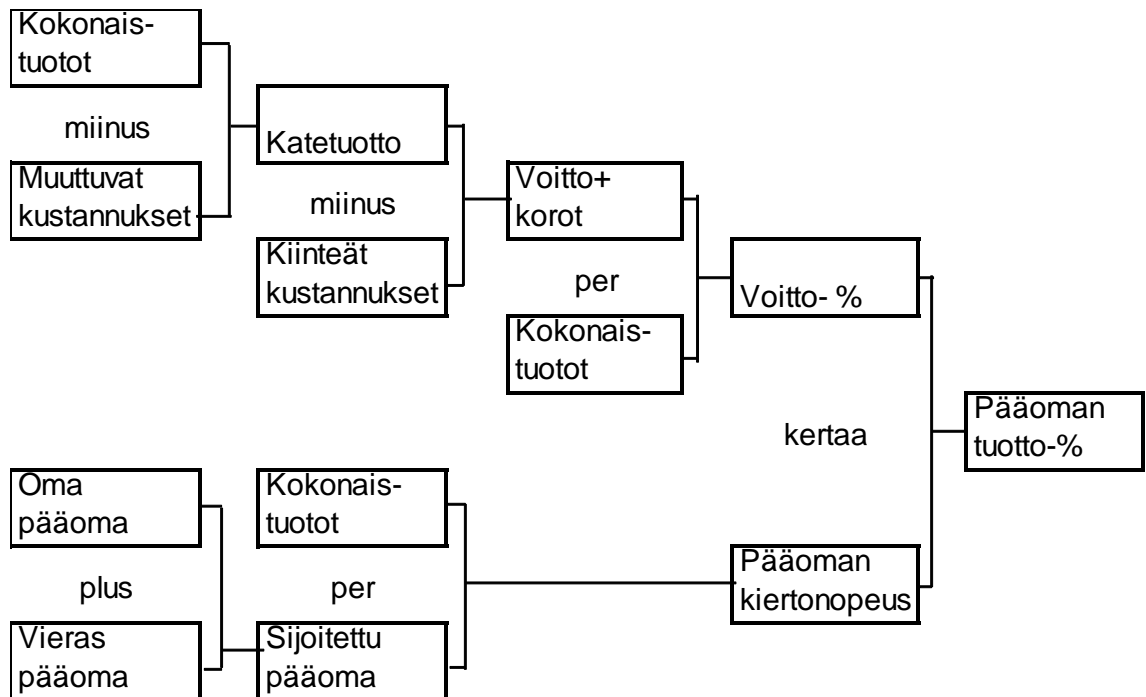 Kokonais-
tuotot
miinus
Muuttuvat
kustannukset
Katetuotto
miinus
Kiinteät
kustannukset
Voitto+
korot
per
Kokonais-
tuotot
Voitto- %
kertaa
Pääoman
tuotto-%
Oma
pääoma
plus
Vieras
pääoma
Kokonais-
tuotot
per
Sijoitettu
pääoma
Pääoman
kiertonopeus